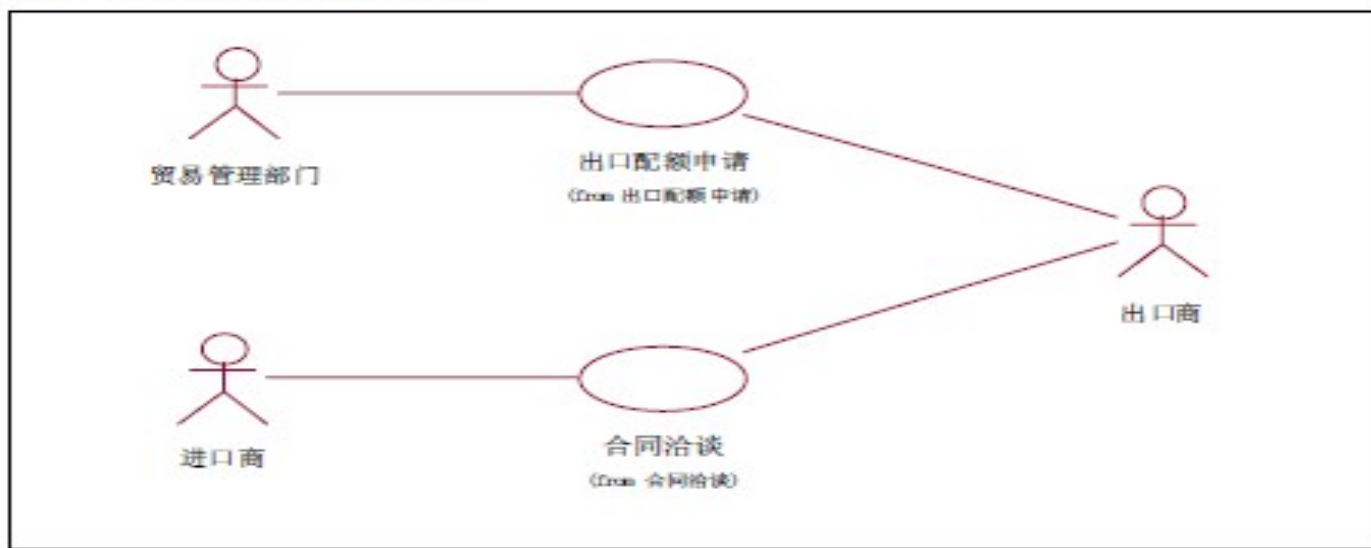 贸易管理部门
出口配额申请
(from 出口配额申请)
出口商
进口商
合同洽谈
(from 合同洽谈)